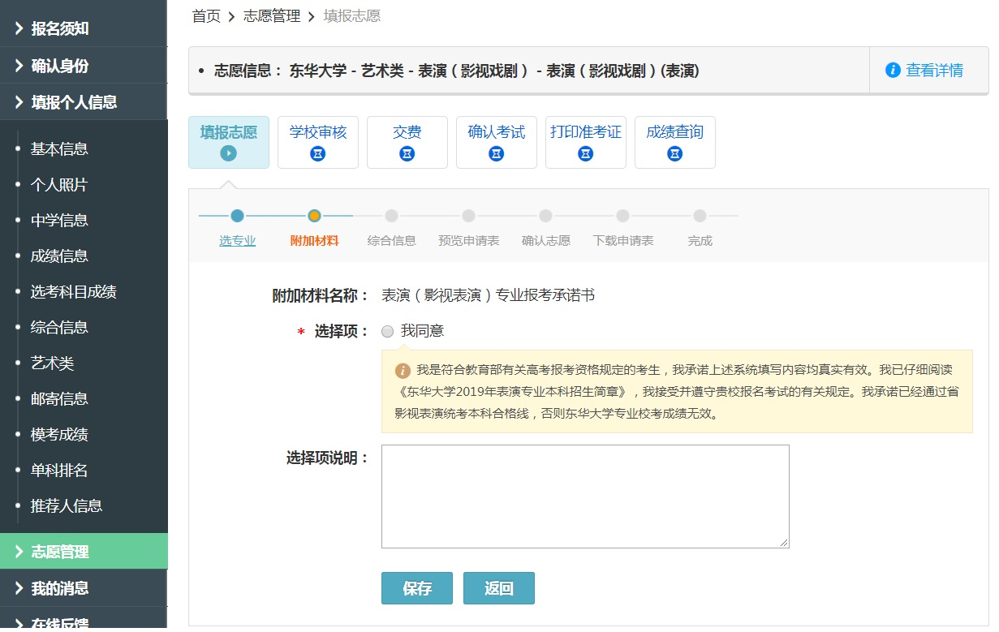 报名须知
确认身份
填报个人信息
基本信息
个人照片
中学信息
成绩信息
选考科目成绩
综合信息
艺术类
邮寄信息
模考成绩
单科排名
推荐人信息
志愿管理
我的消息
在线反馈
首页 > 志愿管理 > 填报志愿
• 志愿信息： 东华大学 - 艺术类 - 表演（影视戏剧） - 表演（影视戏剧）(表演)
查看详情
填报志愿 学校审核 交费 确认考试 打印准考证 成绩查询
选专业 附加材料 综合信息 预览申请表 确认志愿 下载申请表 完成
附加材料名称： 表演（影视表演）专业报考承诺书
* 选择项： 我同意
我是符合教育部有关高考报考资格规定的考生，我承诺上述系统填写内容均真实有效。我已仔细阅读
《东华大学2019年表演专业本科招生简章》，我接受并遵守贵校报名考试的有关规定。我承诺已经通过省
影视表演统考本科合格线，否则东华大学专业校考成绩无效。
选择项说明：
保存 返回